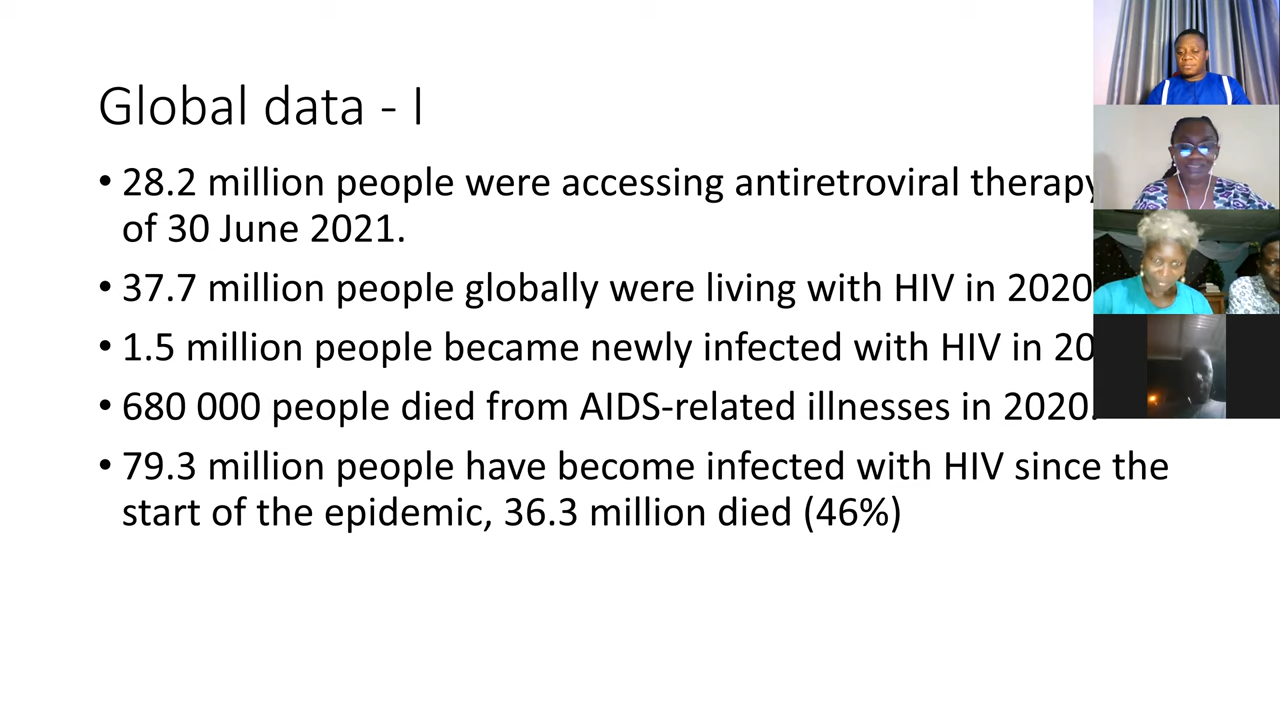 Global data - I
• 28.2 million people were accessing antiretroviral therapy
of 30 June 2021.
• 37.7 million people globally were living with HIV in 2020
• 1.5 million people became newly infected with HIV in 20
• 680 000 people died from AIDS-related illnesses in 2020.
• 79.3 million people have become infected with HIV since the
start of the epidemic, 36.3 million died (46%)